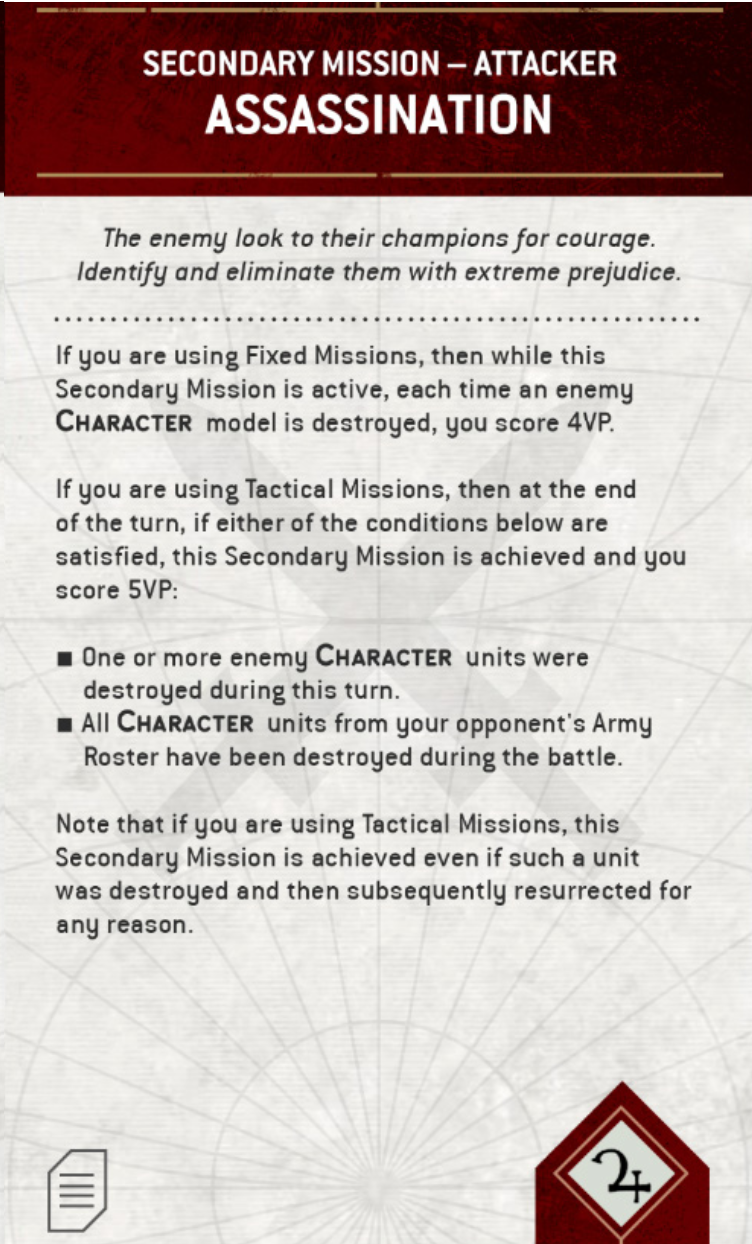 SECONDARY MISSION – ATTACKER
ASSASSINATION
The enemy look to their champions for courage.
Identify and eliminate them with extreme prejudice.
If you are using Fixed Missions, then while this
Secondary Mission is active, each time an enemy
CHARACTER model is destroyed, you score 4VP.
If you are using Tactical Missions, then at the end
of the turn, if either of the conditions below are
satisfied, this Secondary Mission is achieved and you
score 5VP:
■ One or more enemy CHARACTER units were
destroyed during this turn.
■ All CHARACTER units from your opponent's Army
Roster have been destroyed during the battle.
Note that if you are using Tactical Missions, this
Secondary Mission is achieved even if such a unit
was destroyed and then subsequently resurrected for
any reason.